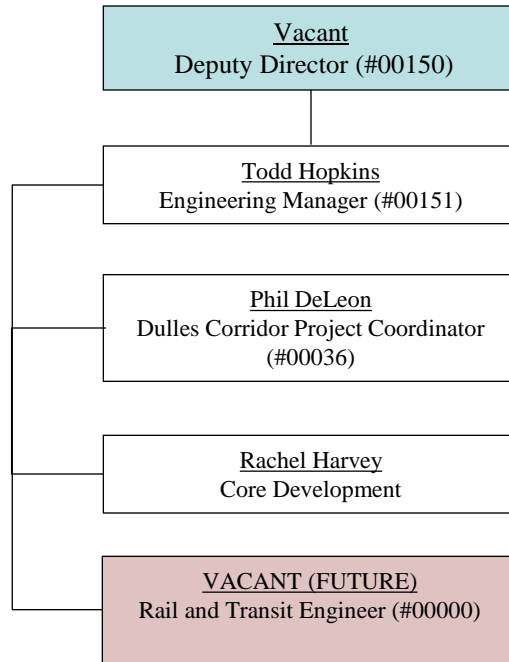 Vacant
Deputy Director (#00150)
Todd Hopkins
Engineering Manager (#00151)
Phil DeLeon
Dulles Corridor Project Coordinator
(#00036)
Rachel Harvey
Core Development
VACANT (FUTURE)
Rail and Transit Engineer (#00000)